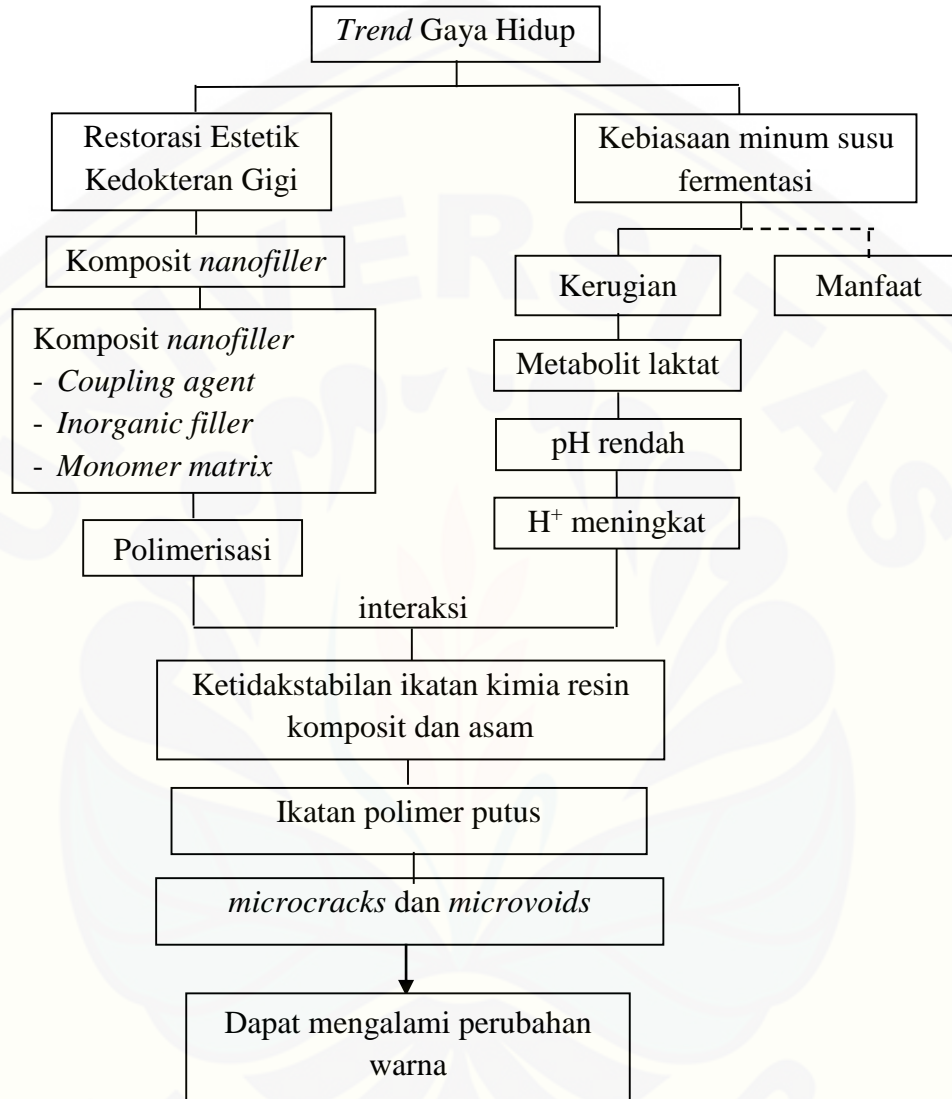 Trend Gaya Hidup
Restorasi Estetik
Kedokteran Gigi
Kebiasaan minum susu
fermentasi
Komposit nanofiller
Kerugian
Manfaat
Komposit nanofiller
- Coupling agent
- Inorganic filler
- Monomer matrix
Metabolit laktat
pH rendah
H⁺ meningkat
Polimerisasi
interaksi
Ketidakstabilan ikatan kimia resin
komposit dan asam
Ikatan polimer putus
microcracks dan microvoids
Dapat mengalami perubahan
warna
UNIVERSITAS